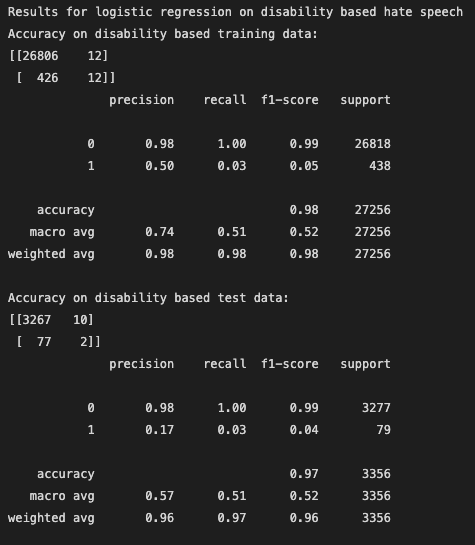 Results for logistic regression on disability based hate speech
Accuracy on disability based training data:
[[26806    12]
 [  426    12]]
              precision    recall  f1-score   support

           0       0.98      1.00      0.99     26818
           1       0.50      0.03      0.05       438

    accuracy                           0.98     27256
   macro avg       0.74      0.51      0.52     27256
weighted avg       0.98      0.98      0.98     27256

Accuracy on disability based test data:
[[3267   10]
 [  77    2]]
              precision    recall  f1-score   support

           0       0.98      1.00      0.99      3277
           1       0.17      0.03      0.04        79

    accuracy                           0.97      3356
   macro avg       0.57      0.51      0.52      3356
weighted avg       0.96      0.97      0.96      3356